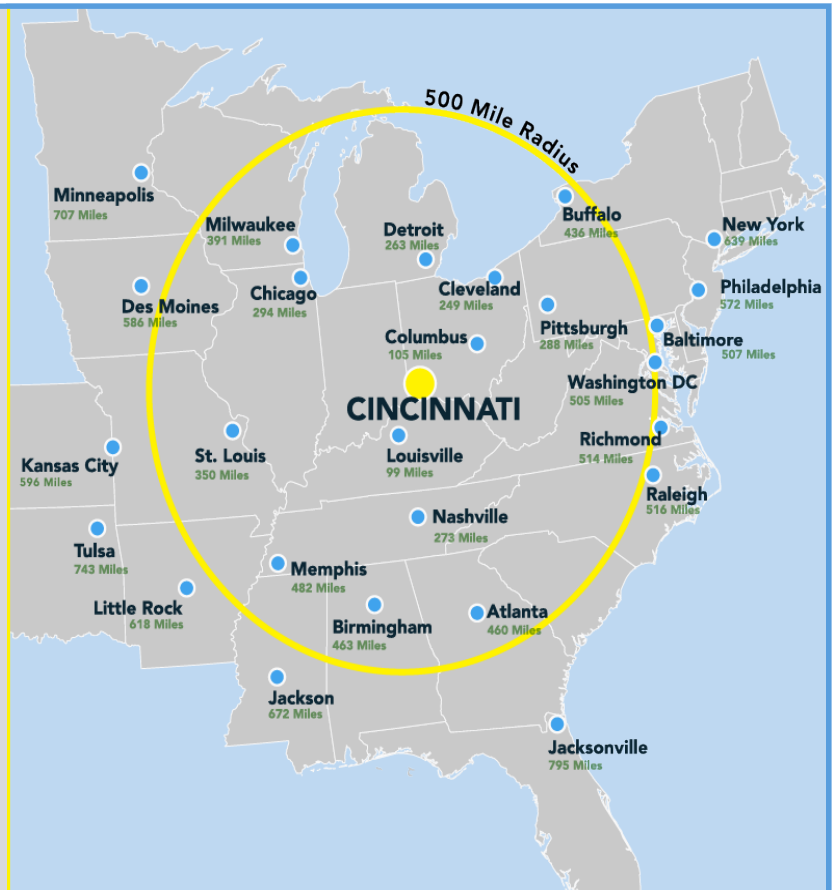 500 Mile Radius
Minneapolis
707 Miles
Milwaukee
391 Miles
Detroit
263 Miles
Buffalo
436 Miles
New York
639 Miles
Des Moines
586 Miles
Chicago
294 Miles
Cleveland
249 Miles
Philadelphia
572 Miles
Columbus
105 Miles
Pittsburgh
288 Miles
Baltimore
507 Miles
Washington DC
505 Miles
CINCINNATI
Kansas City
596 Miles
St. Louis
350 Miles
Louisville
99 Miles
Richmond
514 Miles
Raleigh
516 Miles
Tulsa
743 Miles
Nashville
273 Miles
Memphis
482 Miles
Little Rock
618 Miles
Birmingham
463 Miles
Atlanta
460 Miles
Jackson
672 Miles
Jacksonville
795 Miles